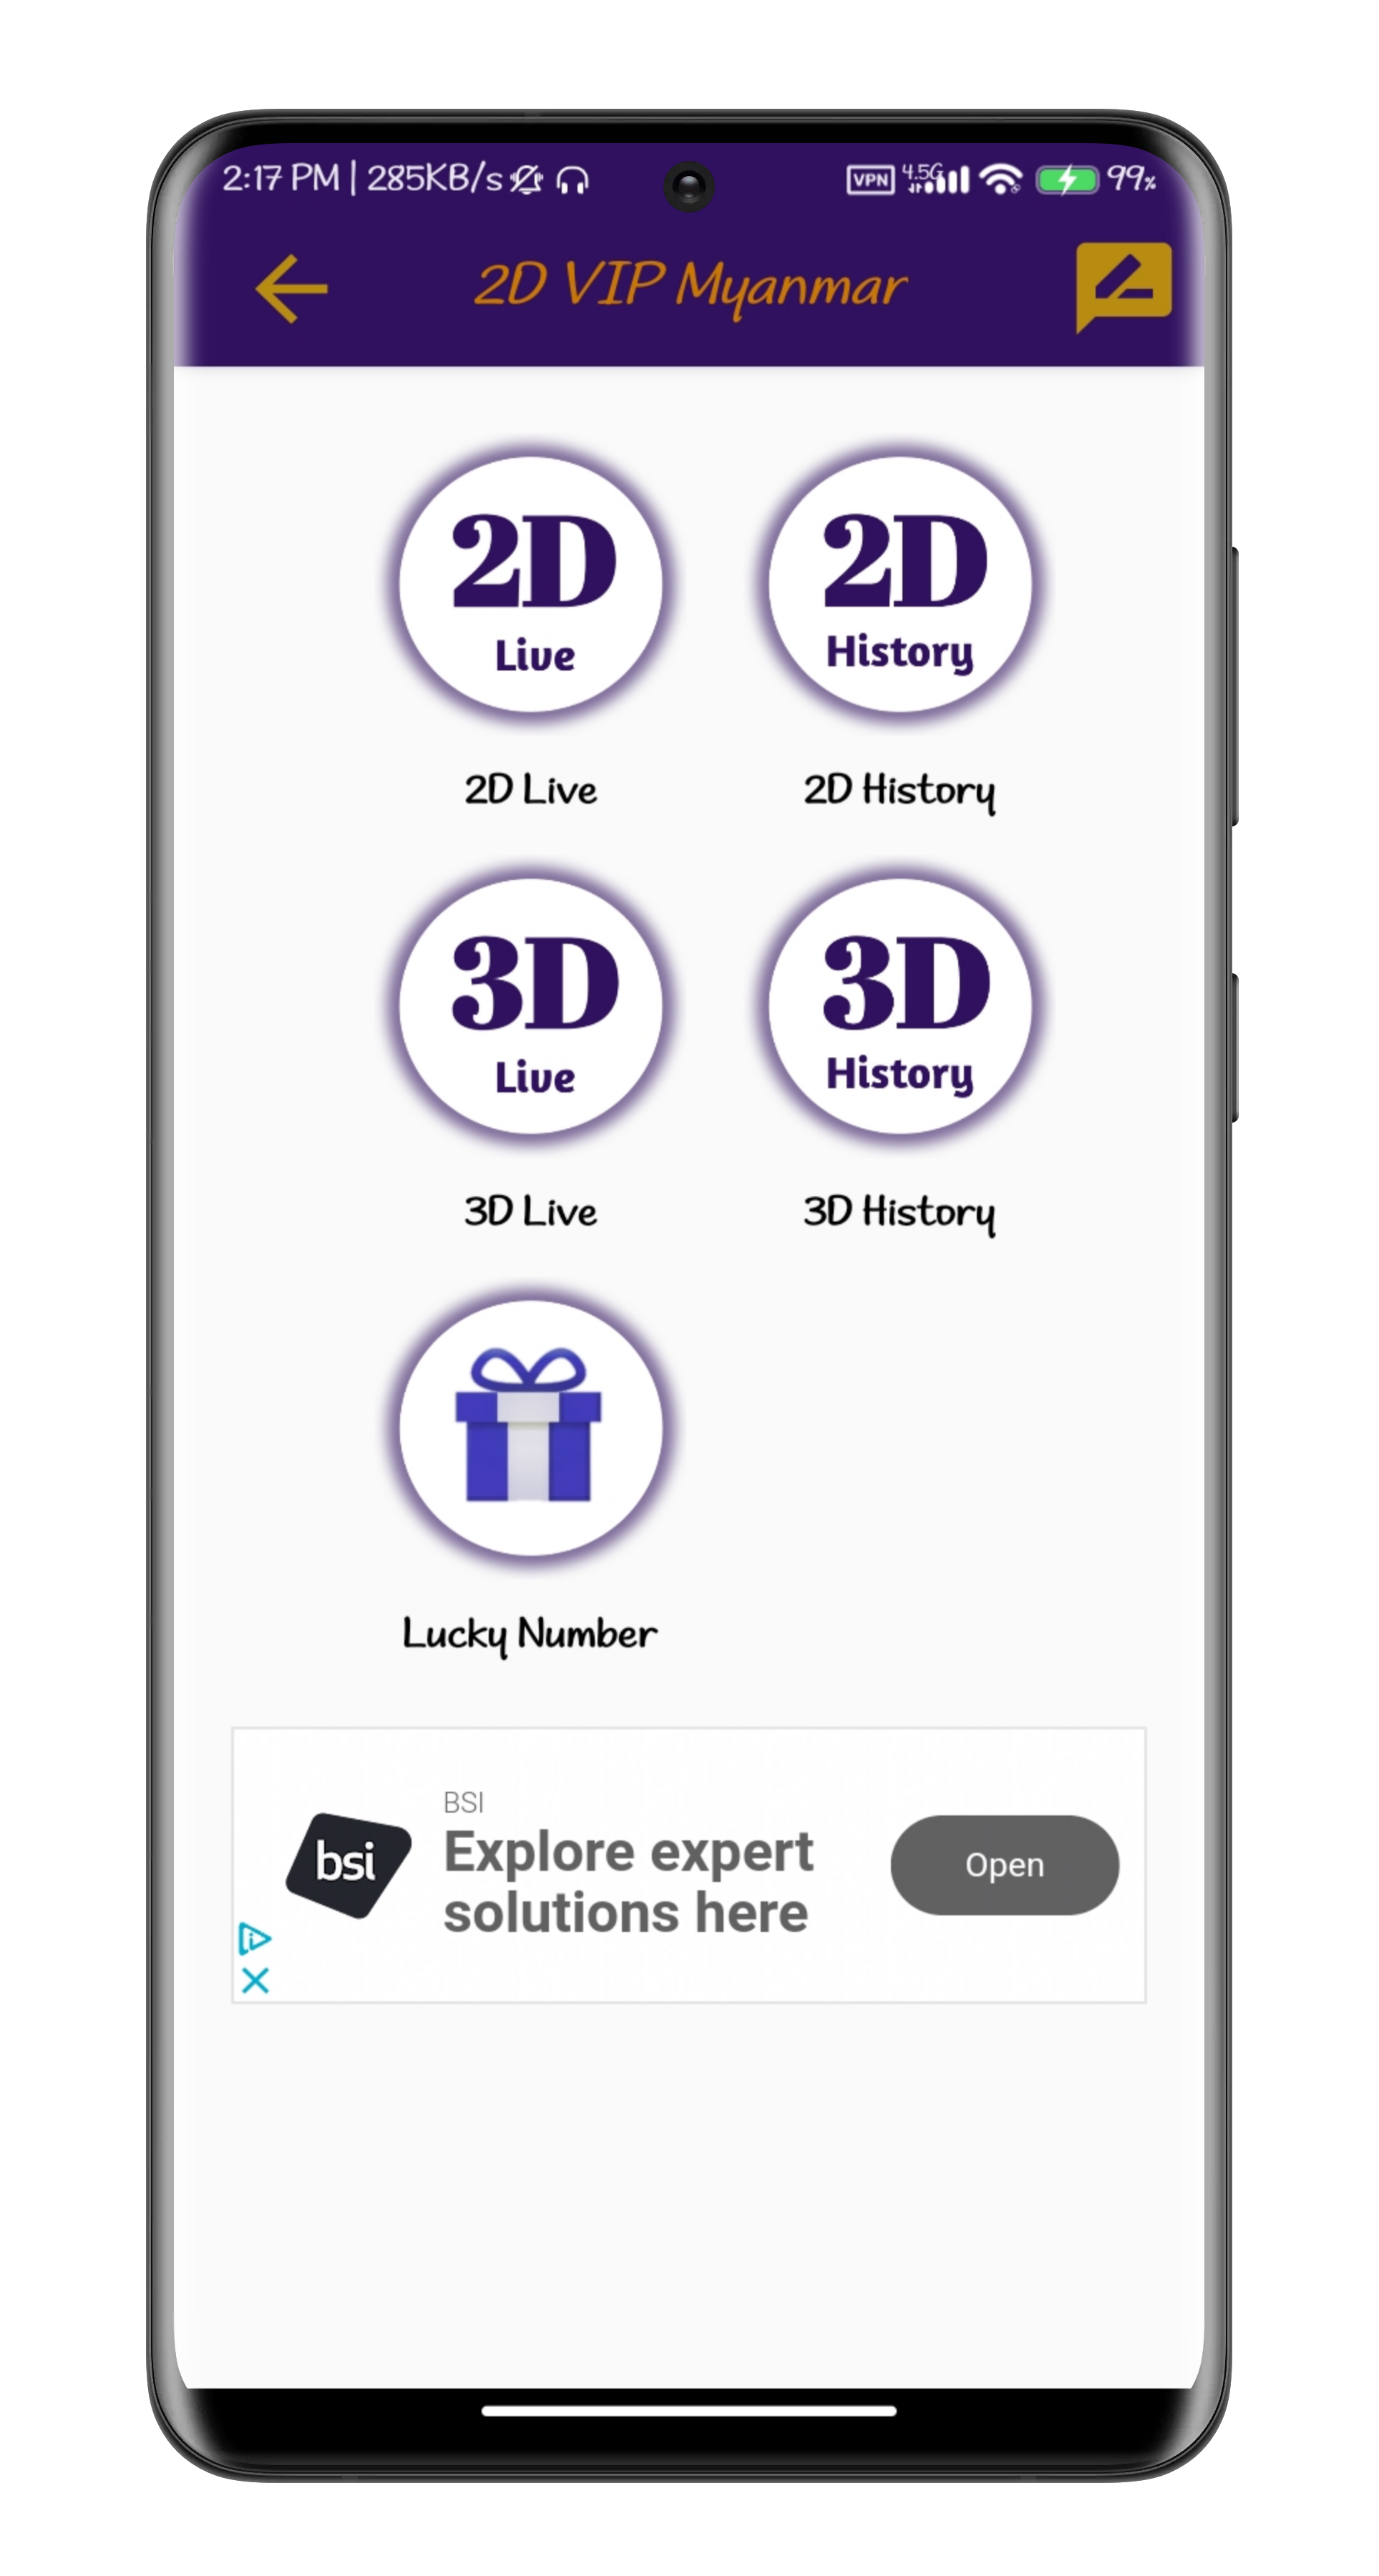 2:17 PM | 285KB/s
VPN 4.5G 99%
2D VIP Myanmar
2D
Live
2D
History
2D Live
2D History
3D
Live
3D
History
3D Live
3D History
Lucky Number
BSI
bsi
Explore expert
solutions here
Open